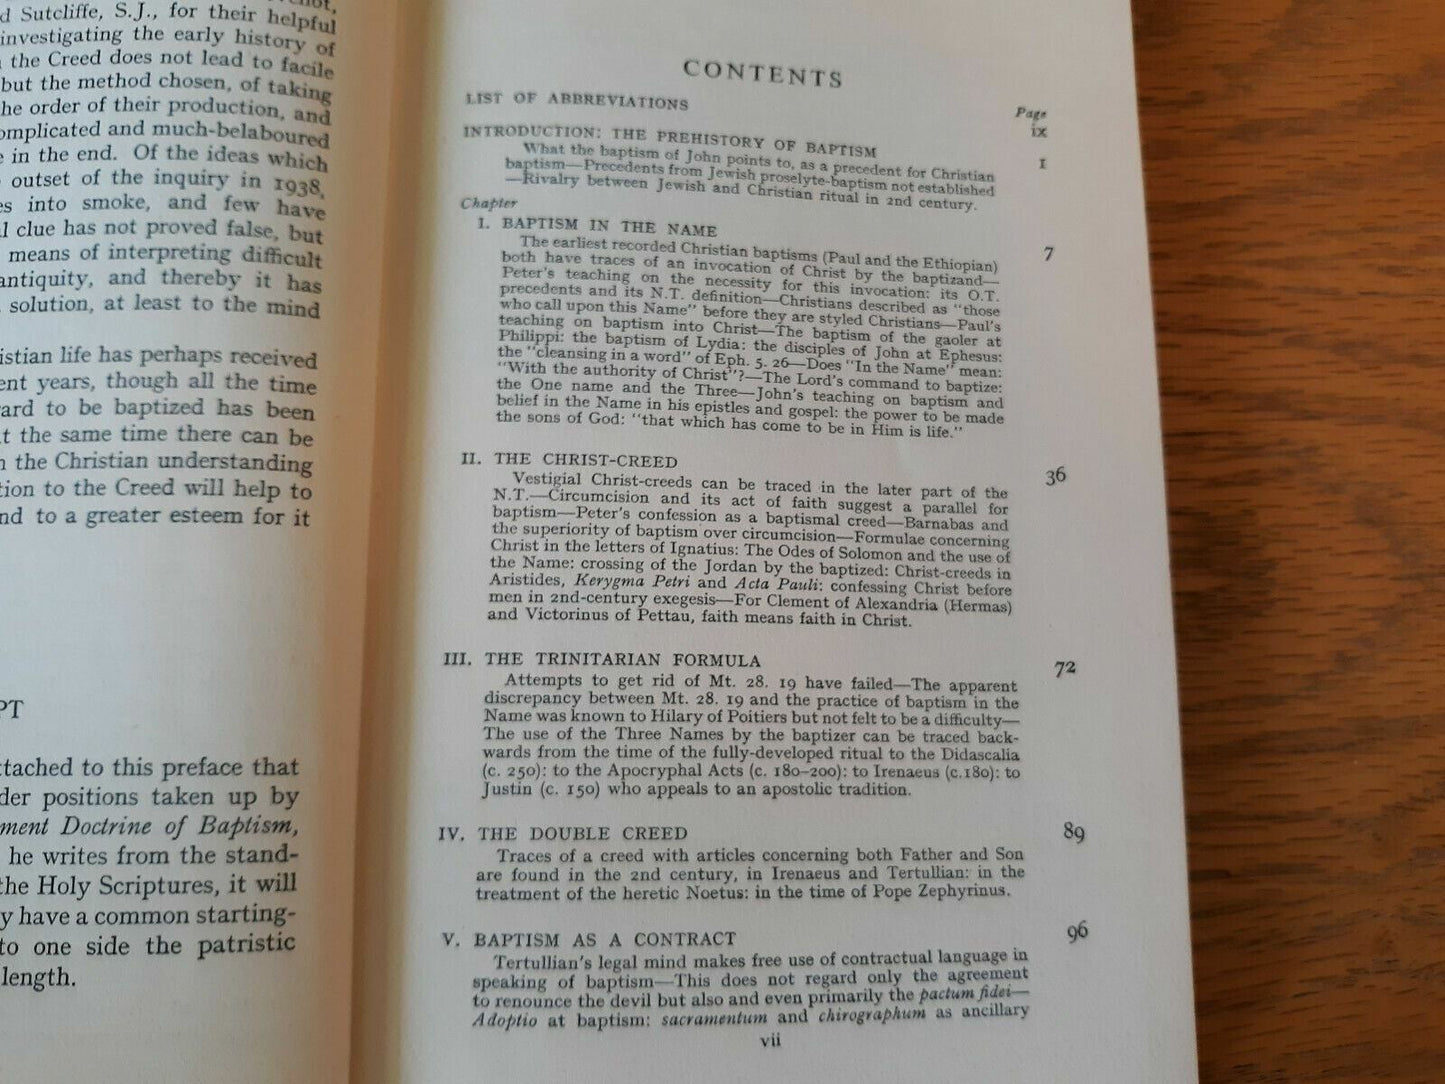 d Sutcliffe, S.J., for their helpful
investigating the early history of
the Creed does not lead to facile
but the method chosen, of taking
he order of their production, and
omplicated and much-belaboured
e in the end. Of the ideas which
outset of the inquiry in 1938,
es into smoke, and few have
l clue has not proved false, but
means of interpreting difficult
antiquity, and thereby it has
solution, at least to the mind
istian life has perhaps received
ent years, though all the time
ard to be baptized has been
t the same time there can be
n the Christian understanding
tion to the Creed will help to
nd to a greater esteem for it
PT
ttached to this preface that
der positions taken up by
ment Doctrine of Baptism,
he writes from the stand-
the Holy Scriptures, it will
y have a common starting-
to one side the patristic
length.
CONTENTS
Page
LIST OF ABBREVIATIONS ix
INTRODUCTION: THE PREHISTORY OF BAPTISM 1
What the baptism of John points to, as a precedent for Christian
baptism—Precedents from Jewish proselyte-baptism not established
—Rivalry between Jewish and Christian ritual in 2nd century.
Chapter
I. BAPTISM IN THE NAME 7
The earliest recorded Christian baptisms (Paul and the Ethiopian)
both have traces of an invocation of Christ by the baptizand—
Peter's teaching on the necessity for this invocation: its O.T.
precedents and its N.T. definition—Christians described as "those
who call upon this Name" before they are styled Christians—Paul's
teaching on baptism into Christ—The baptism of the gaoler at
Philippi: the baptism of Lydia: the disciples of John at Ephesus:
the "cleansing in a word" of Eph. 5. 26—Does "In the Name" mean:
"With the authority of Christ"?—The Lord's command to baptize:
the One name and the Three—John's teaching on baptism and
belief in the Name in his epistles and gospel: the power to be made
the sons of God: "that which has come to be in Him is life."
II. THE CHRIST-CREED 36
Vestigial Christ-creeds can be traced in the later part of the
N.T.—Circumcision and its act of faith suggest a parallel for
baptism—Peter's confession as a baptismal creed—Barnabas and
the superiority of baptism over circumcision—Formulae concerning
Christ in the letters of Ignatius: The Odes of Solomon and the use of
the Name: crossing of the Jordan by the baptized: Christ-creeds in
Aristides, Kerygma Petri and Acta Pauli: confessing Christ before
men in 2nd-century exegesis—For Clement of Alexandria (Hermas)
and Victorinus of Pettau, faith means faith in Christ.
III. THE TRINITARIAN FORMULA 72
Attempts to get rid of Mt. 28. 19 have failed—The apparent
discrepancy between Mt. 28. 19 and the practice of baptism in the
Name was known to Hilary of Poitiers but not felt to be a difficulty—
The use of the Three Names by the baptizer can be traced back-
wards from the time of the fully-developed ritual to the Didascalia
(c. 250): to the Apocryphal Acts (c. 180–200): to Irenaeus (c.180): to
Justin (c. 150) who appeals to an apostolic tradition.
IV. THE DOUBLE CREED 89
Traces of a creed with articles concerning both Father and Son
are found in the 2nd century, in Irenaeus and Tertullian: in the
treatment of the heretic Noetus: in the time of Pope Zephyrinus.
V. BAPTISM AS A CONTRACT 96
Tertullian's legal mind makes free use of contractual language in
speaking of baptism—This does not regard only the agreement
to renounce the devil but also and even primarily the pactum fidei—
Adoptio at baptism: sacramentum and chirographum as ancillary
vii